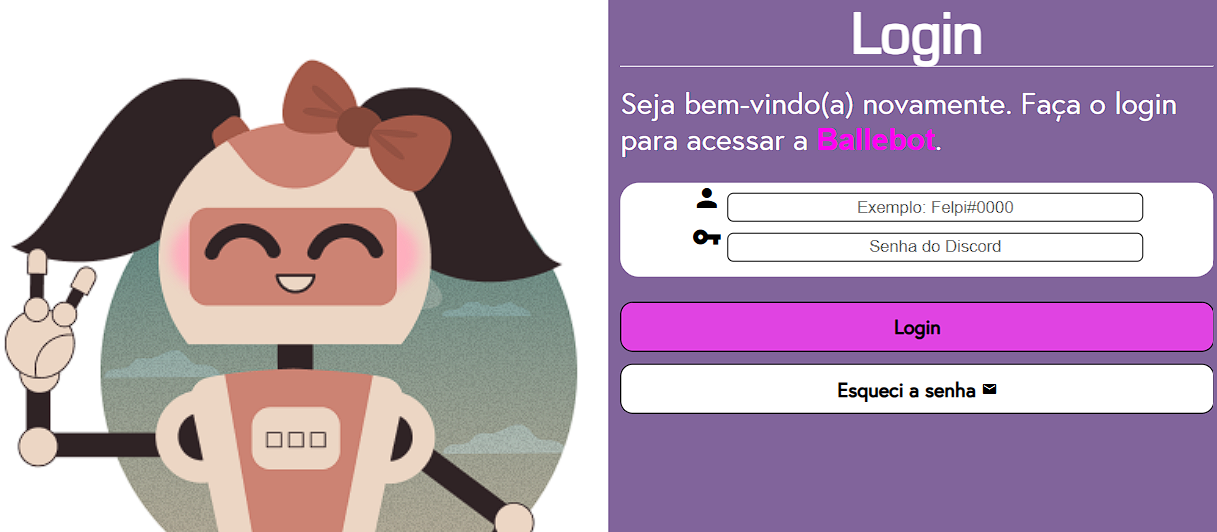 Login
Seja bem-vindo(a) novamente. Faça o login
para acessar a Ballebot.
Exemplo: Felpi#0000
Senha do Discord
Login
Esqueci a senha